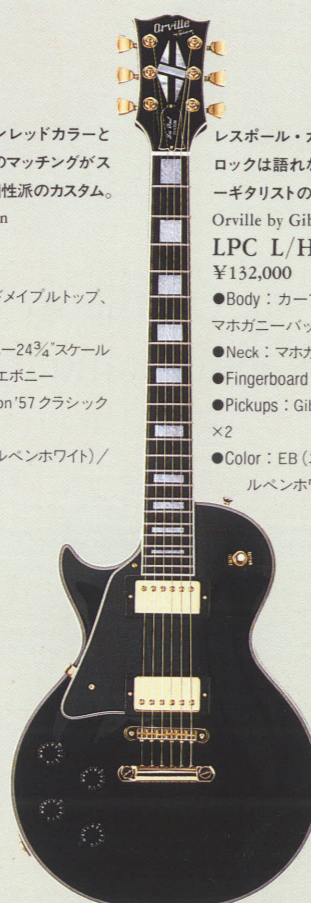 Orville
ンレッドカラーと
のマッチングがス
個性派のカスタム。
n
ドメイプルトップ、
ー24¾"スケール
エボニー
on '57 クラシック
ルペンホワイト)/
レスポール・カ
ロックは語れな
ーギタリストの
Orville by Gib
LPC L/H
¥132,000
●Body：カーブ
マホガニーバッ
●Neck：マホガ
●Fingerboard
●Pickups：Gib
×2
●Color：EB（エ
ルペンホワ